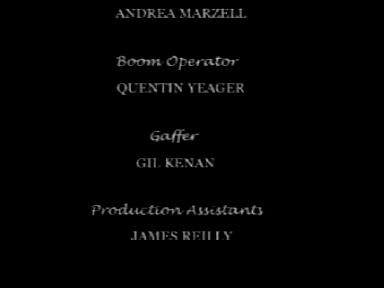 ANDREA MARZELL
Boom Operator
QUENTIN YEAGER
Gaffer
GIL KENAN
Production Assistants
JAMES REILLY